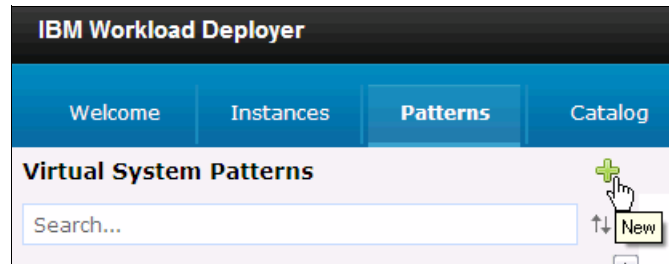 IBM Workload Deployer
Welcome Instances Patterns Catalog
Virtual System Patterns
Search...
New